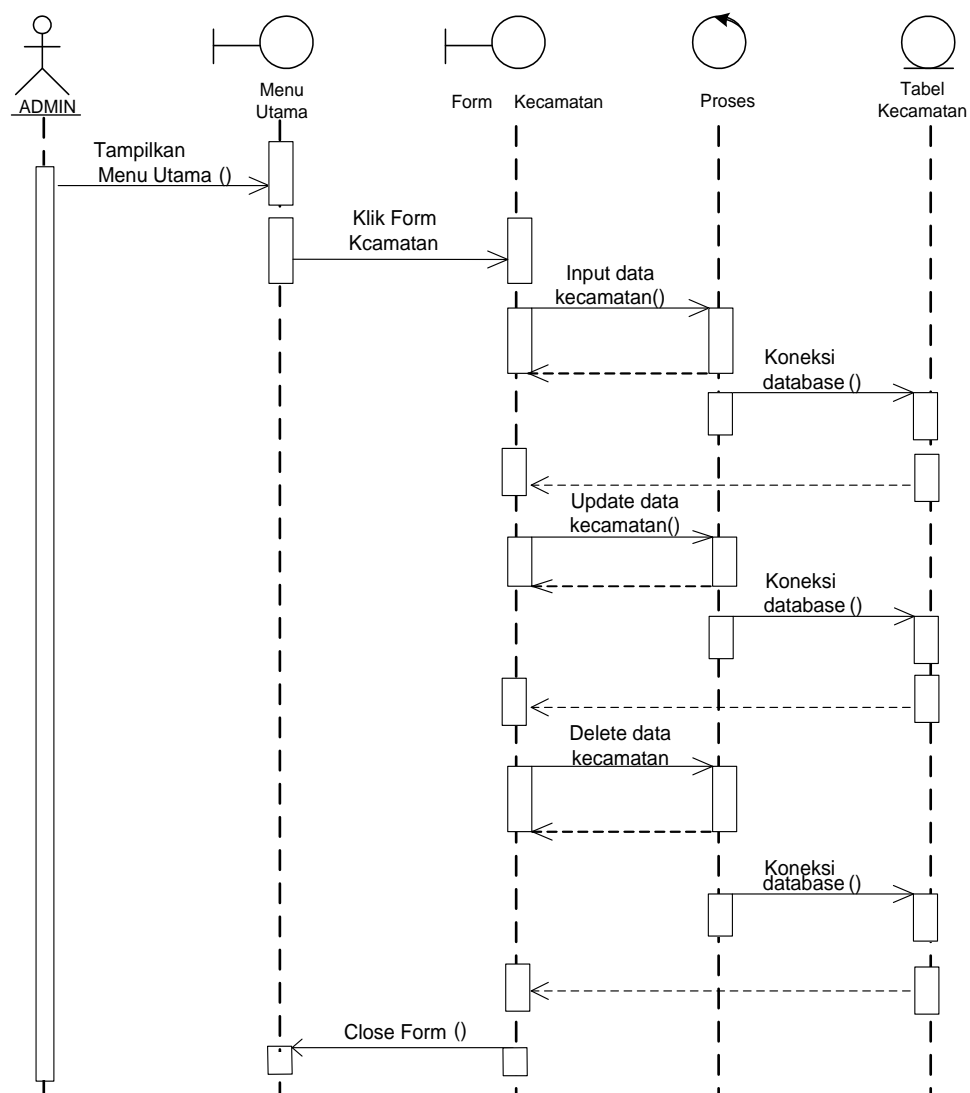 ADMIN
Menu
Utama
Form Kecamatan
Proses
Tabel
Kecamatan
Tampilkan
Menu Utama ()
Klik Form
Kcamatan
Input data
kecamatan()
Koneksi
database ()
Update data
kecamatan()
Koneksi
database ()
Delete data
kecamatan
Koneksi
database ()
Close Form ()